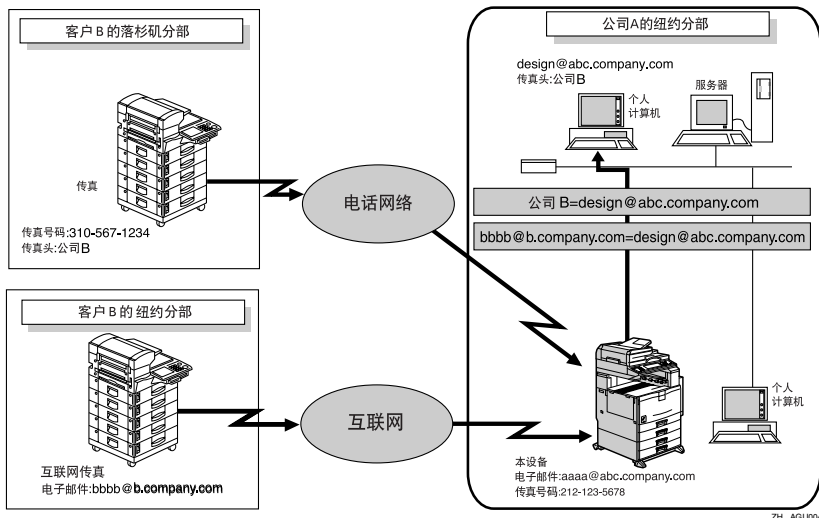 客户B的落杉矶分部
传真
传真号码:310-567-1234
传真头:公司B
客户B的纽约分部
互联网传真
电子邮件:bbbb@b.company.com
电话网络
互联网
公司A的纽约分部
design@abc.company.com
传真头:公司B
个人
计算机
服务器
公司B=design@abc.company.com
bbbb@b.company.com=design@abc.company.com
个人
计算机
本设备
电子邮件:aaaa@abc.company.com
传真号码:212-123-5678